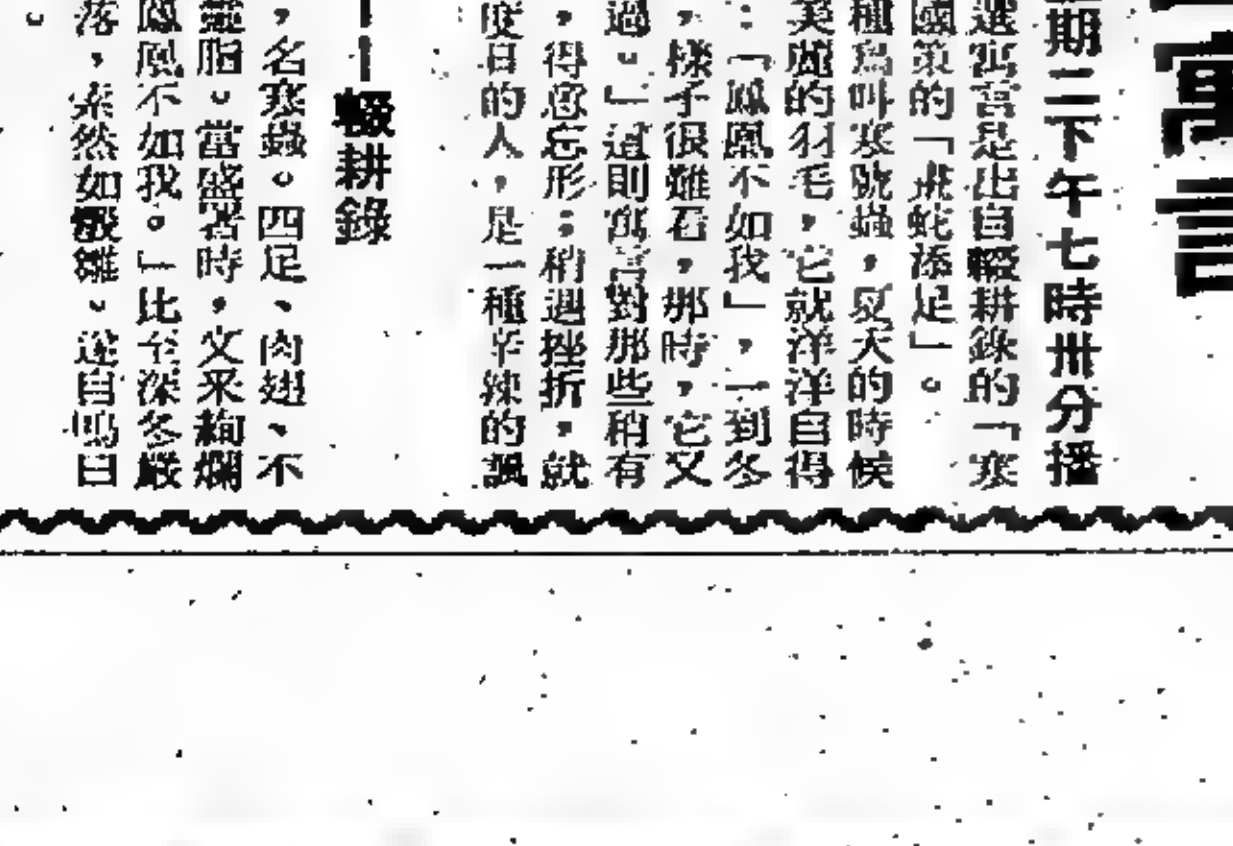 寓言
期二下午七時卅分播
選寓言是出自輟耕錄的「寒
國策的「畫蛇添足」。
種鳥叫寒號蟲，夏天的時候
美麗的羽毛，它就洋洋自得
：「鳳凰不如我」，一到冬
，樣子很難看，那時，它又
過。」這則寓言對那些稍有
，得意忘形；稍遇挫折，就
度日的人，是一種辛辣的諷
輟耕錄
，名寒蟲。四足、肉翅、不
靈脂。當盛暑時，文采絢爛
鳳凰不如我。」比至深冬嚴
落，索然如鷇雛、遂自鳴曰
。